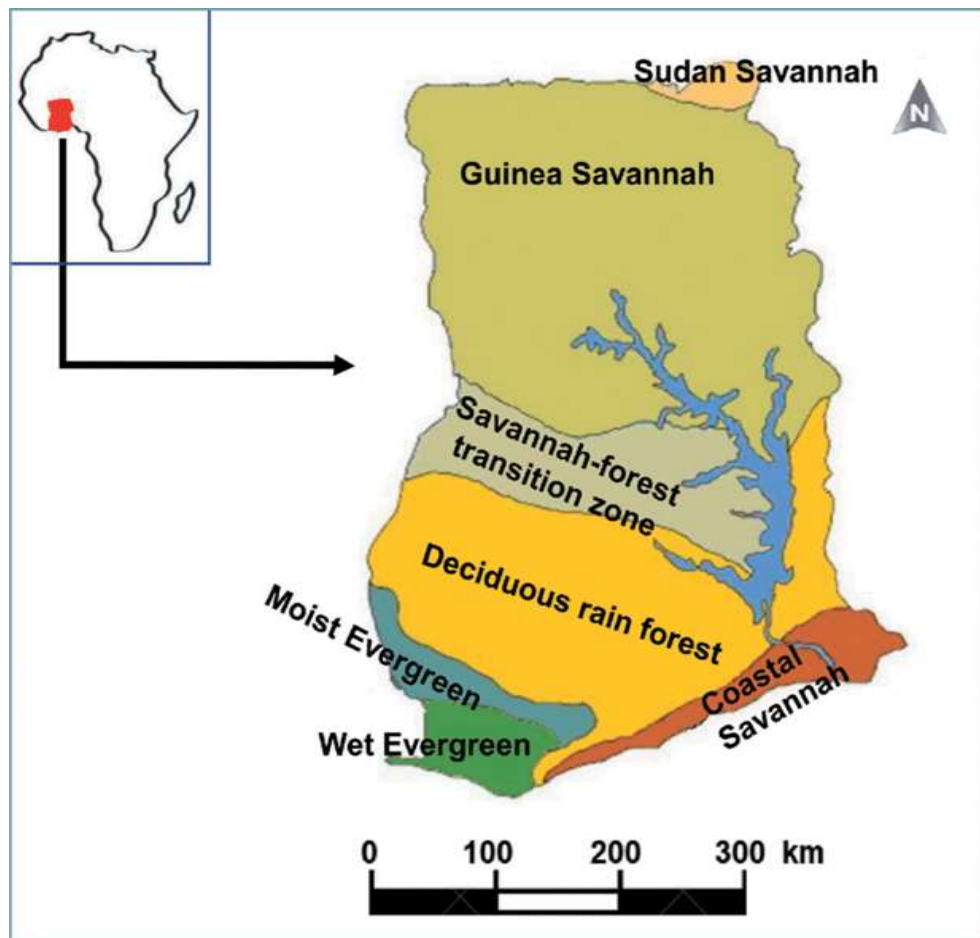 Sudan Savannah
N
Guinea Savannah
Savannah-forest
transition zone
Deciduous rain forest
Moist Evergreen
Coastal
Savannah
Wet Evergreen
0 100 200 300 km